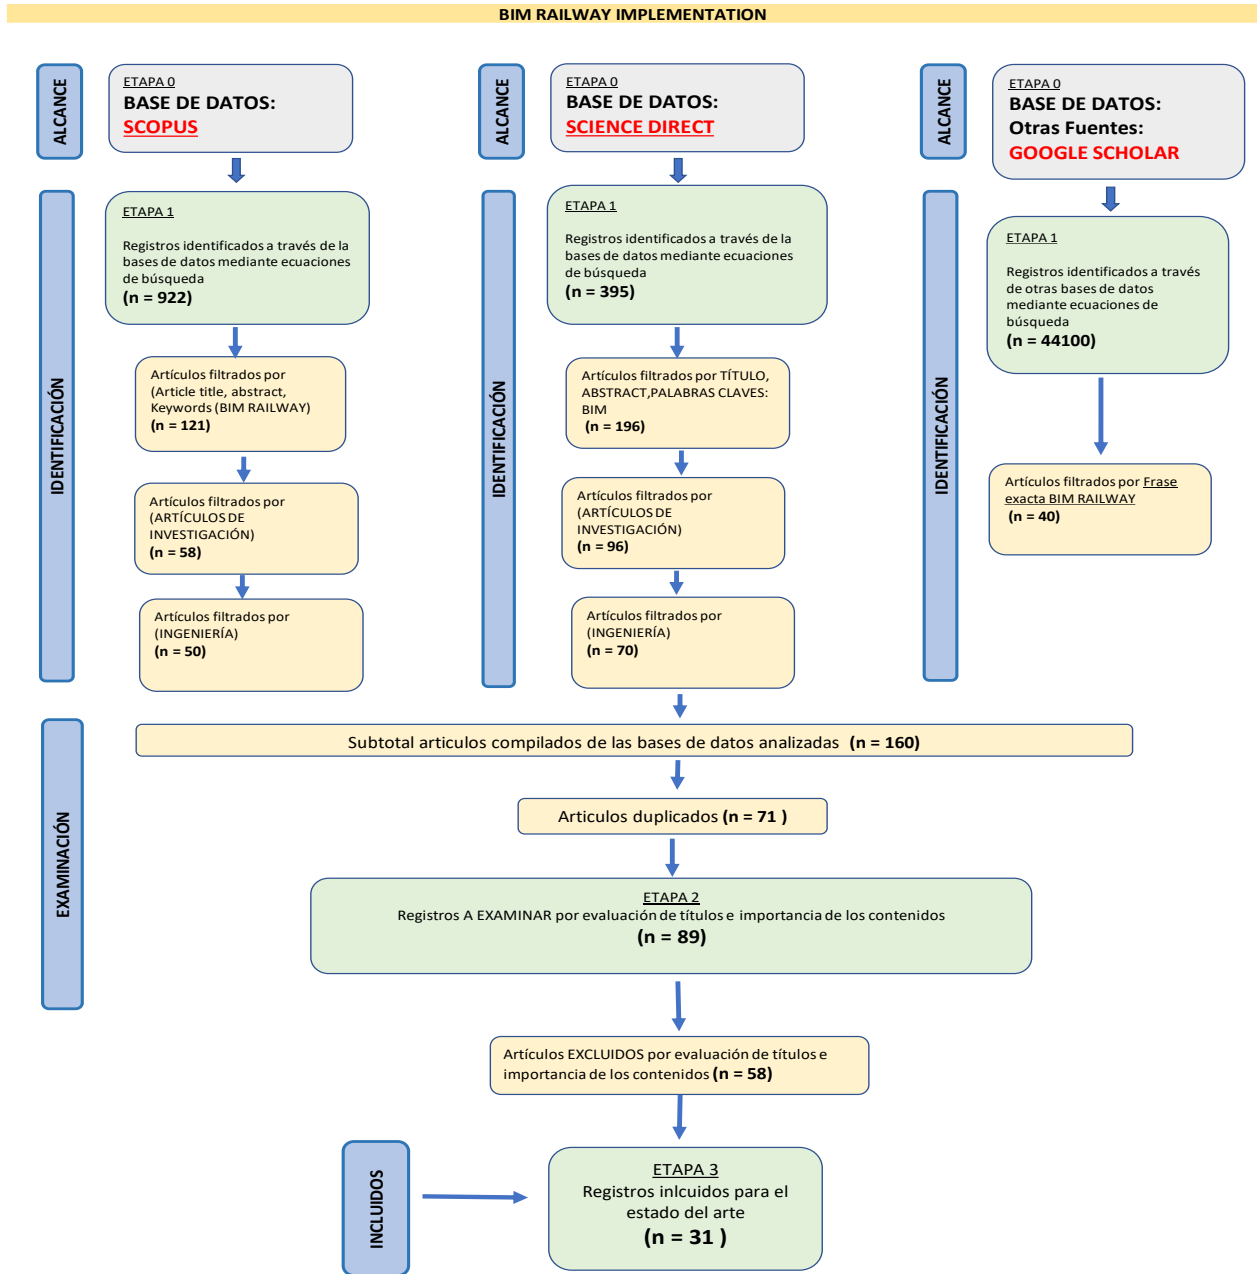 BIM RAILWAY IMPLEMENTATION
ALCANCE
ETAPA 0
BASE DE DATOS:
SCOPUS
ALCANCE
ETAPA 0
BASE DE DATOS:
SCIENCE DIRECT
ALCANCE
ETAPA 0
BASE DE DATOS:
Otras Fuentes:
GOOGLE SCHOLAR
IDENTIFICACIÓN
ETAPA 1
Registros identificados a través de la
bases de datos mediante ecuaciones
de búsqueda
(n = 922)
Artículos filtrados por
(Article title, abstract,
Keywords (BIM RAILWAY)
(n = 121)
Artículos filtrados por
(ARTÍCULOS DE
INVESTIGACIÓN)
(n = 58)
Artículos filtrados por
(INGENIERÍA)
(n = 50)
IDENTIFICACIÓN
ETAPA 1
Registros identificados a través de la
bases de datos mediante ecuaciones
de búsqueda
(n = 395)
Artículos filtrados por TÍTULO,
ABSTRACT,PALABRAS CLAVES:
BIM
(n = 196)
Artículos filtrados por
(ARTÍCULOS DE
INVESTIGACIÓN)
(n = 96)
Artículos filtrados por
(INGENIERÍA)
(n = 70)
IDENTIFICACIÓN
ETAPA 1
Registros identificados a través
de otras bases de datos
mediante ecuaciones de
búsqueda
(n = 44100)
Artículos filtrados por Frase
exacta BIM RAILWAY
(n = 40)
EXAMINACIÓN
Subtotal articulos compilados de las bases de datos analizadas (n = 160)
Articulos duplicados (n = 71 )
ETAPA 2
Registros A EXAMINAR por evaluación de títulos e importancia de los contenidos
(n = 89)
Artículos EXCLUIDOS por evaluación de títulos e
importancia de los contenidos (n = 58)
INCLUIDOS
ETAPA 3
Registros inlcuidos para el
estado del arte
(n = 31 )